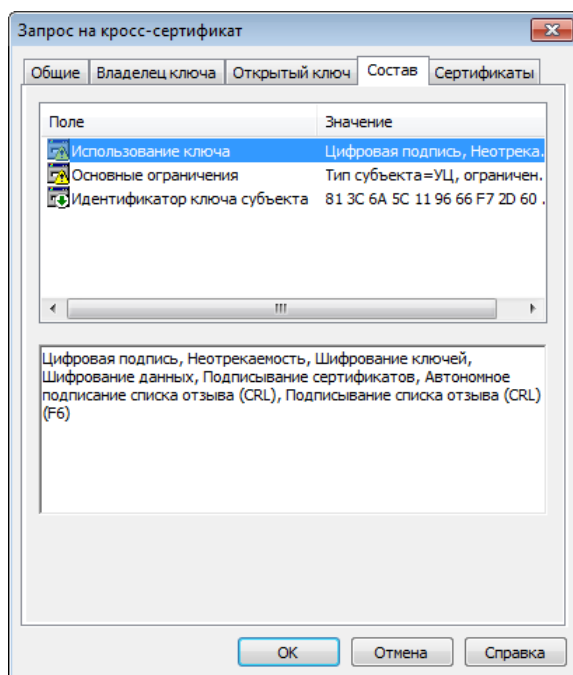 Запрос на кросс-сертификат
Общие Владелец ключа Открытый ключ Состав Сертификаты
Поле Значение
Использование ключа Цифровая подпись, Неотрека.
Основные ограничения Тип субъекта=УЦ, ограничен.
Идентификатор ключа субъекта 81 3C 6A 5C 11 96 66 F7 2D 60 .
Цифровая подпись, Неотрекаемость, Шифрование ключей,
Шифрование данных, Подписывание сертификатов, Автономное
подписание списка отзыва (CRL), Подписывание списка отзыва (CRL)
(F6)
ОК Отмена Справка